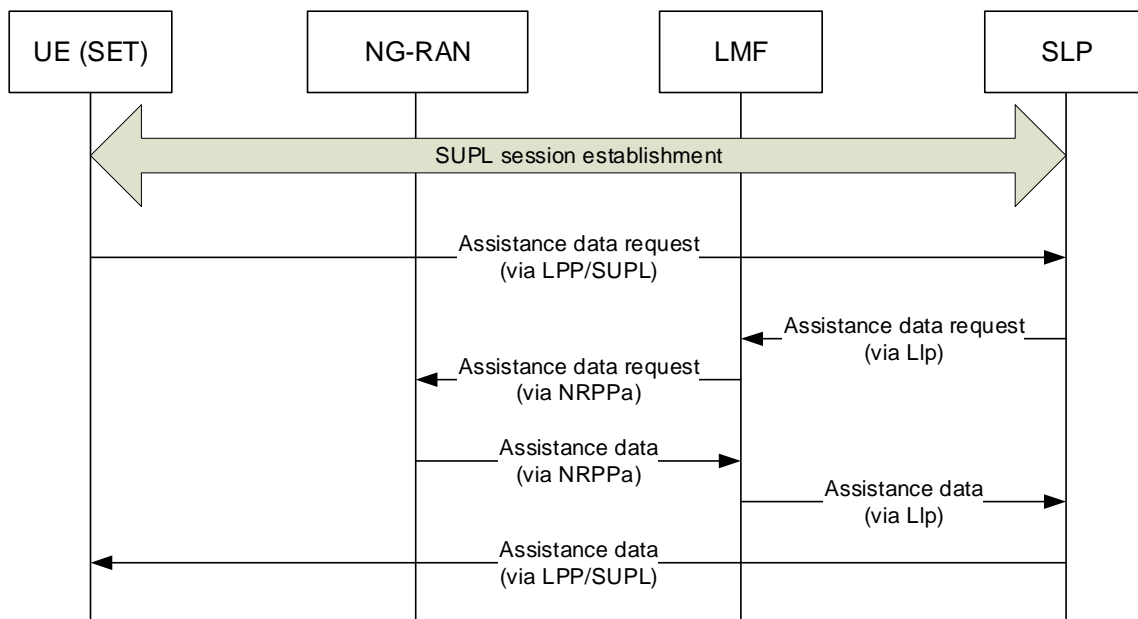 UE (SET)
NG-RAN
LMF
SLP
SUPL session establishment
Assistance data request
(via LPP/SUPL)
Assistance data request
(via Llp)
Assistance data request
(via NRPPa)
Assistance data
(via NRPPa)
Assistance data
(via Llp)
Assistance data
(via LPP/SUPL)